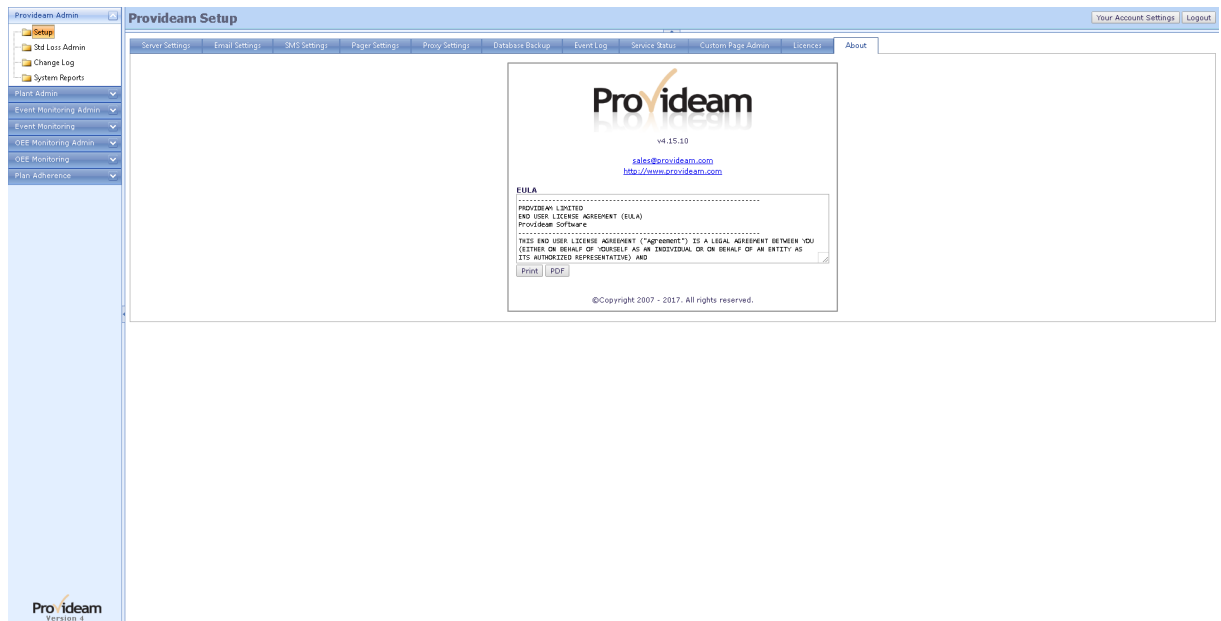 Provideam Admin
Setup
Std Loss Admin
Change Log
System Reports
Plant Admin
Event Monitoring Admin
Event Monitoring
OEE Monitoring Admin
OEE Monitoring
Plan Adherence
Provideam
Version 4
Provideam Setup
Your Account Settings Logout
Server Settings Email Settings SMS Settings Pager Settings Proxy Settings Database Backup Event Log Service Status Custom Page Admin Licences About
Provideam
v4.15.10
sales@provideam.com
http://www.provideam.com
EULA
----------------------------------------------------------------
PROVIDEAM LIMITED
END USER LICENSE AGREEMENT (EULA)
Provideam Software
----------------------------------------------------------------
THIS END USER LICENSE AGREEMENT ("Agreement") IS A LEGAL AGREEMENT BETWEEN YOU
(EITHER ON BEHALF OF YOURSELF AS AN INDIVIDUAL OR ON BEHALF OF AN ENTITY AS
ITS AUTHORIZED REPRESENTATIVE) AND
Print PDF
©Copyright 2007 - 2017. All rights reserved.